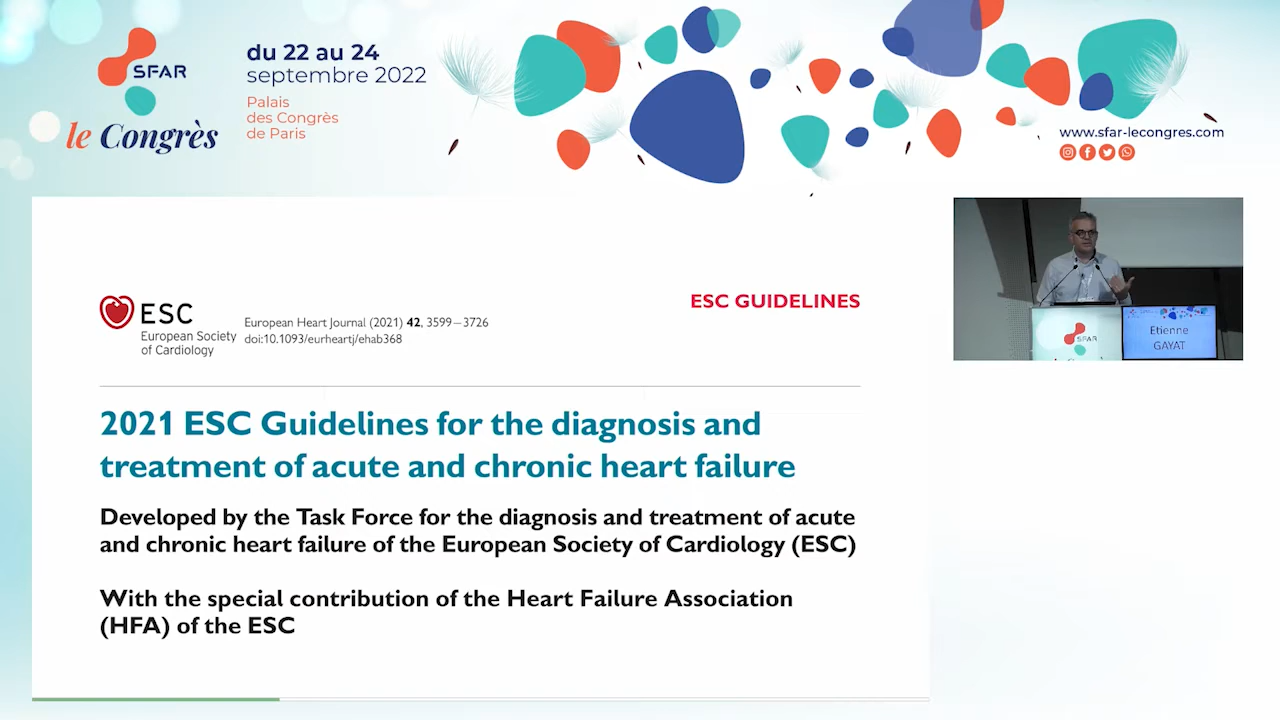 SFAR
le Congrès
du 22 au 24
septembre 2022
Palais
des Congrès
de Paris
www.sfar-lecongres.com
ESC
European Society
of Cardiology
European Heart Journal (2021) 42, 3599–3726
doi:10.1093/eurheartj/ehab368
ESC GUIDELINES
2021 ESC Guidelines for the diagnosis and
treatment of acute and chronic heart failure
Developed by the Task Force for the diagnosis and treatment of acute
and chronic heart failure of the European Society of Cardiology (ESC)
With the special contribution of the Heart Failure Association
(HFA) of the ESC
SFAR
Etienne
GAYAT